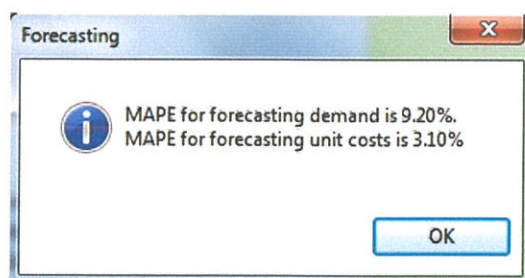 Forecasting
MAPE for forecasting demand is 9.20%.
MAPE for forecasting unit costs is 3.10%
OK